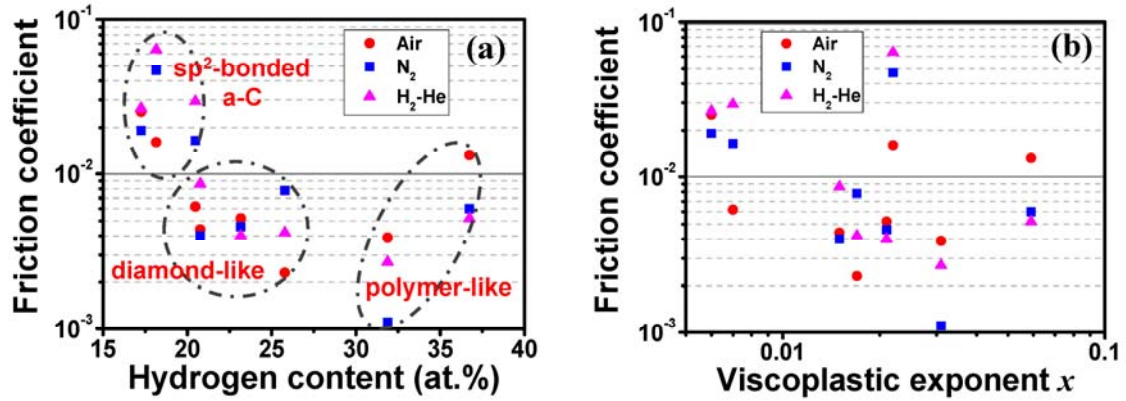 10⁻¹
10⁻²
10⁻³
Friction coefficient
(a)
Air
N₂
H₂-He
sp²-bonded
a-C
diamond-like
polymer-like
15 20 25 30 35 40
Hydrogen content (at.%)
10⁻¹
10⁻²
10⁻³
Friction coefficient
(b)
Air
N₂
H₂-He
0.01 0.1
Viscoplastic exponent x